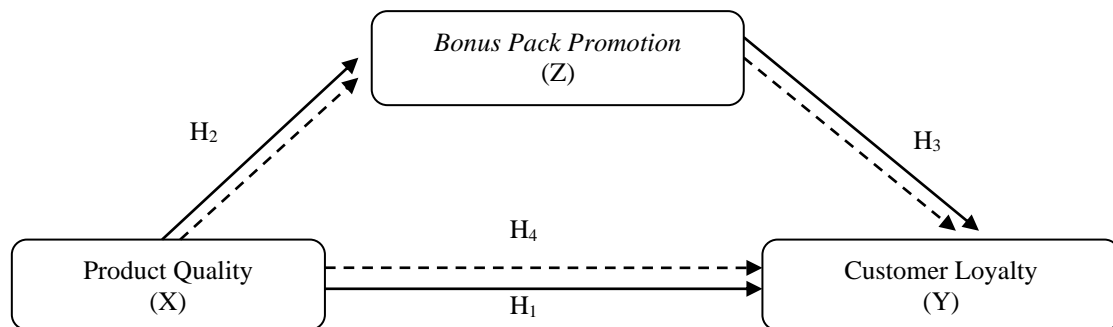 Bonus Pack Promotion
(Z)
H₂
H₃
H₄
Product Quality
(X)
Customer Loyalty
(Y)
H₁